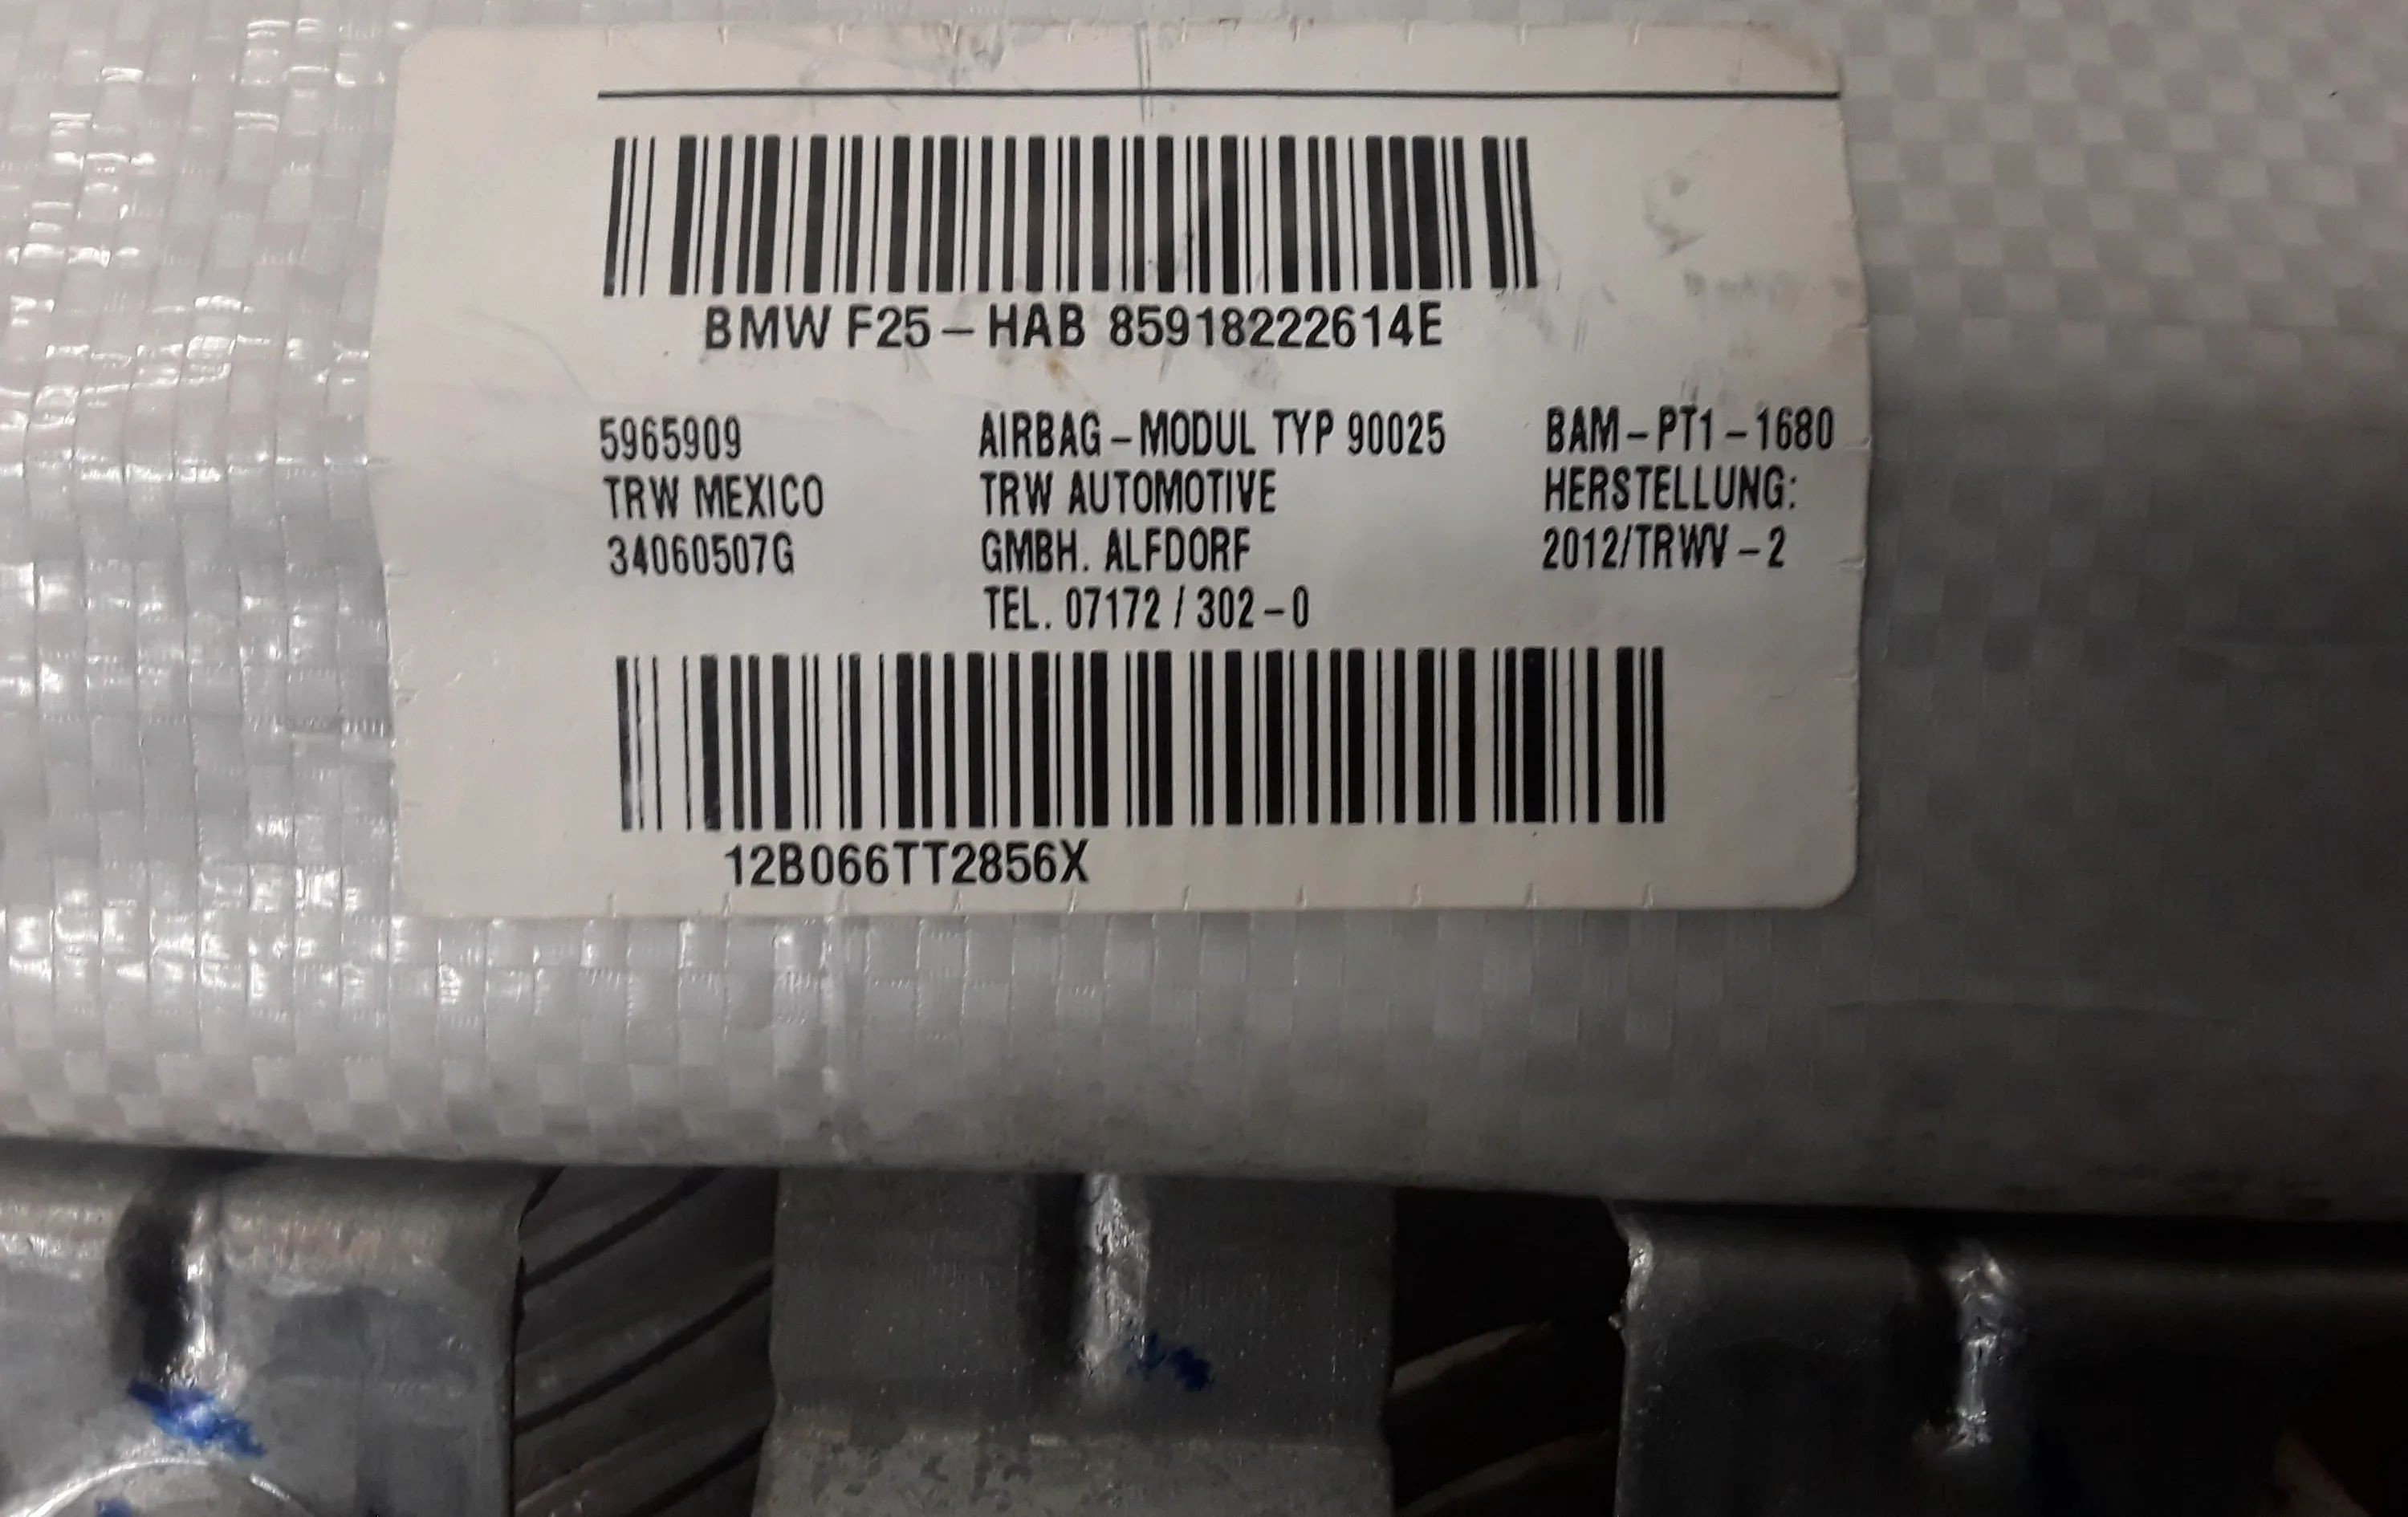 BMW F25 – HAB 85918222614E
5965909
TRW MEXICO
34060507G
AIRBAG – MODUL TYP 90025
TRW AUTOMOTIVE
GMBH. ALFDORF
TEL. 07172 / 302 – 0
BAM – PT1 – 1680
HERSTELLUNG:
2012/TRWV – 2
12B066TT2856X